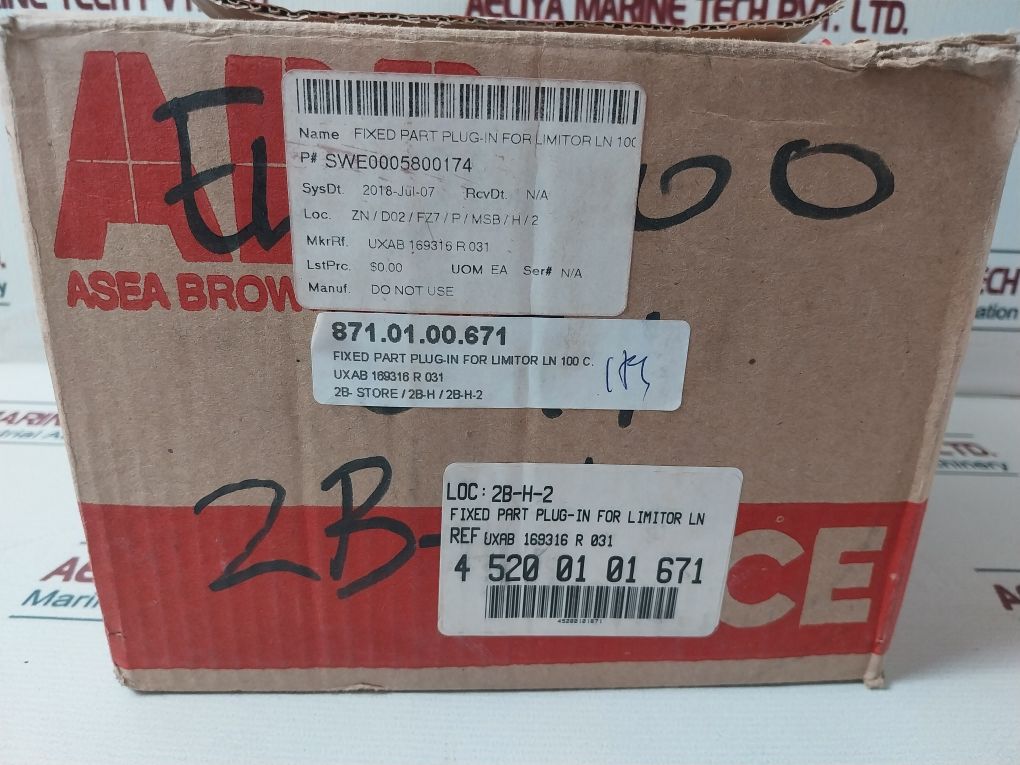 AELIYA MARINE TECH PVT. LTD.
Name FIXED PART PLUG-IN FOR LIMITOR LN 100
P# SWE0005800174
SysDt. 2018-Jul-07 RcvDt. N/A
Loc. ZN / D02 / FZ7 / P / MSB / H / 2
MkrRf. UXAB 169316 R 031
LstPrc. $0.00 UOM EA Ser# N/A
Manuf. DO NOT USE
ASEA BROW
871.01.00.671
FIXED PART PLUG-IN FOR LIMITOR LN 100 C.
UXAB 169316 R 031
2B- STORE / 2B-H / 2B-H-2
2B-
LOC: 2B-H-2
FIXED PART PLUG-IN FOR LIMITOR LN
REF UXAB 169316 R 031
4 520 01 01 671
45200101671
CE